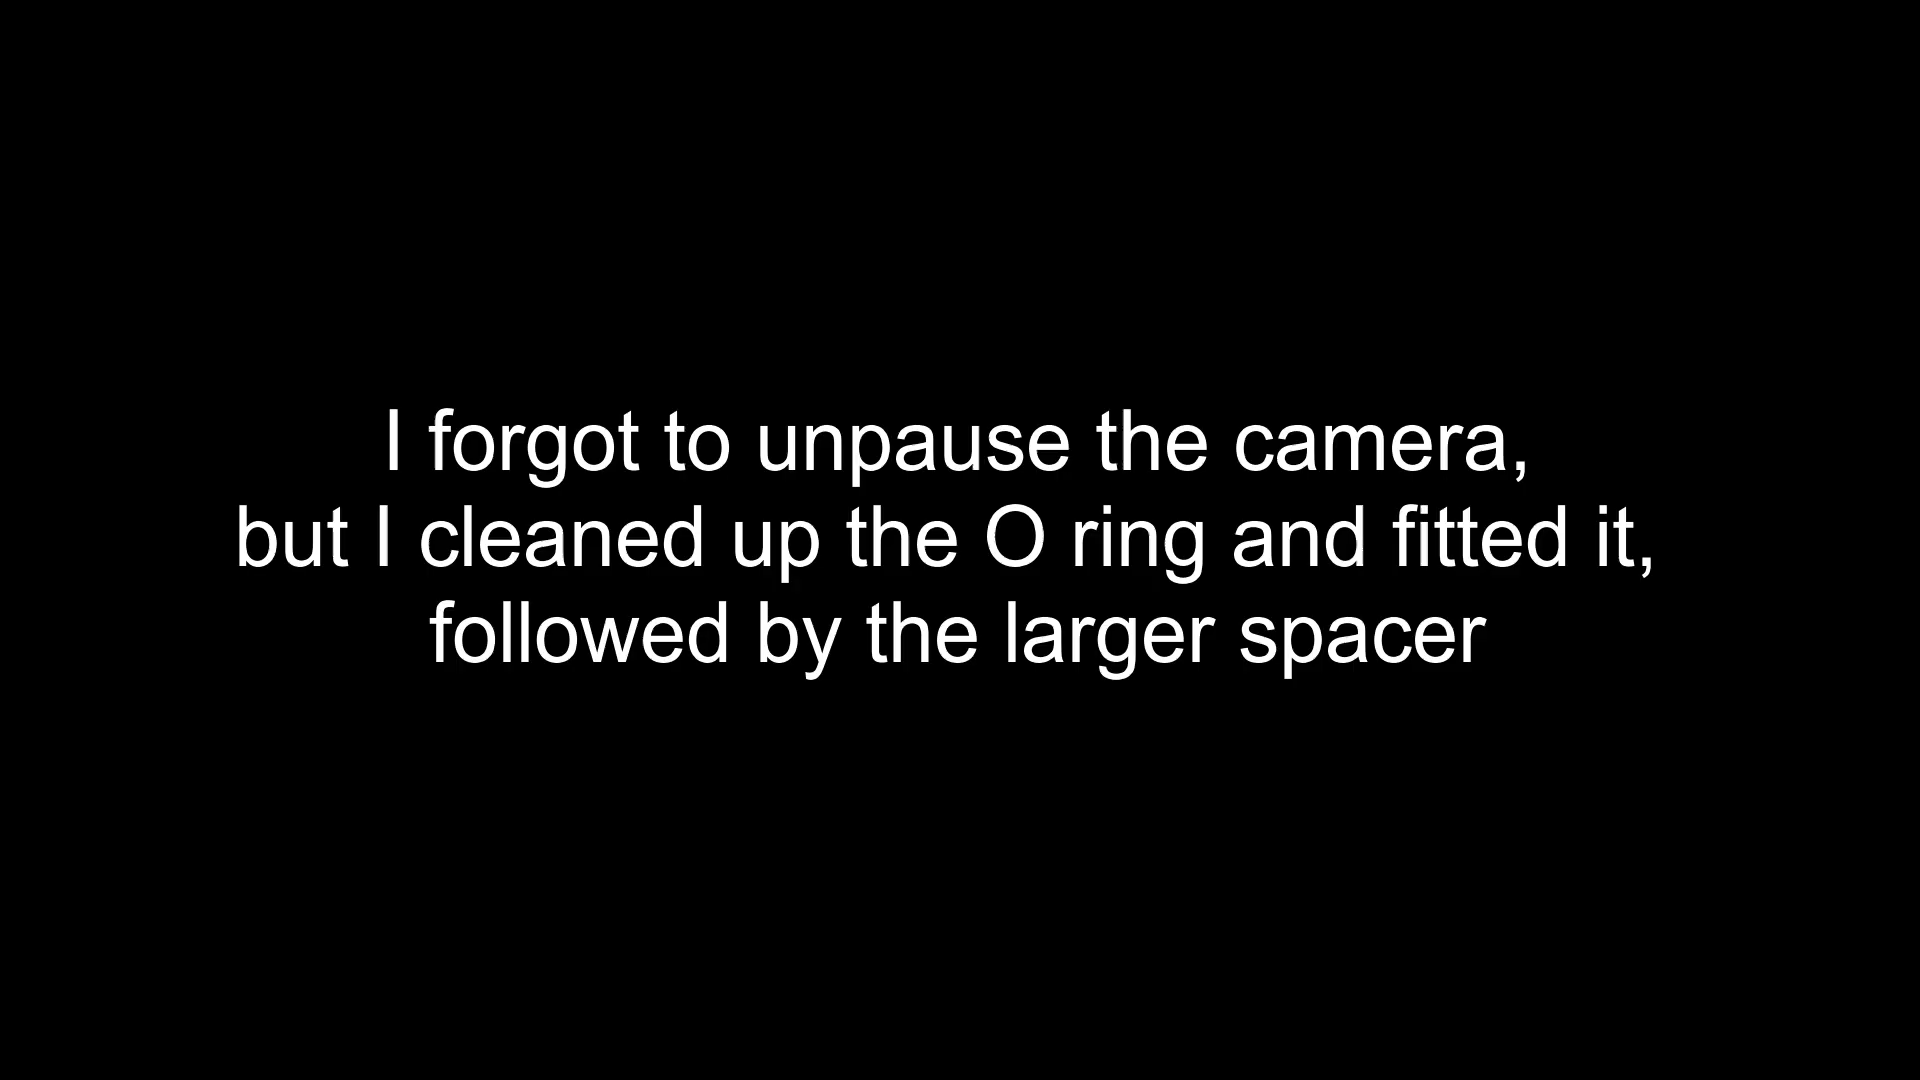 I forgot to unpause the camera,
but I cleaned up the O ring and fitted it,
followed by the larger spacer